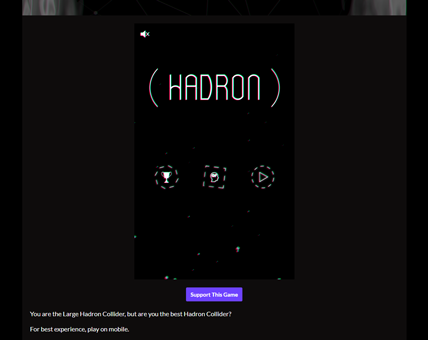 ( HADRON )
Support This Game
You are the Large Hadron Collider, but are you the best Hadron Collider?
For best experience, play on mobile.